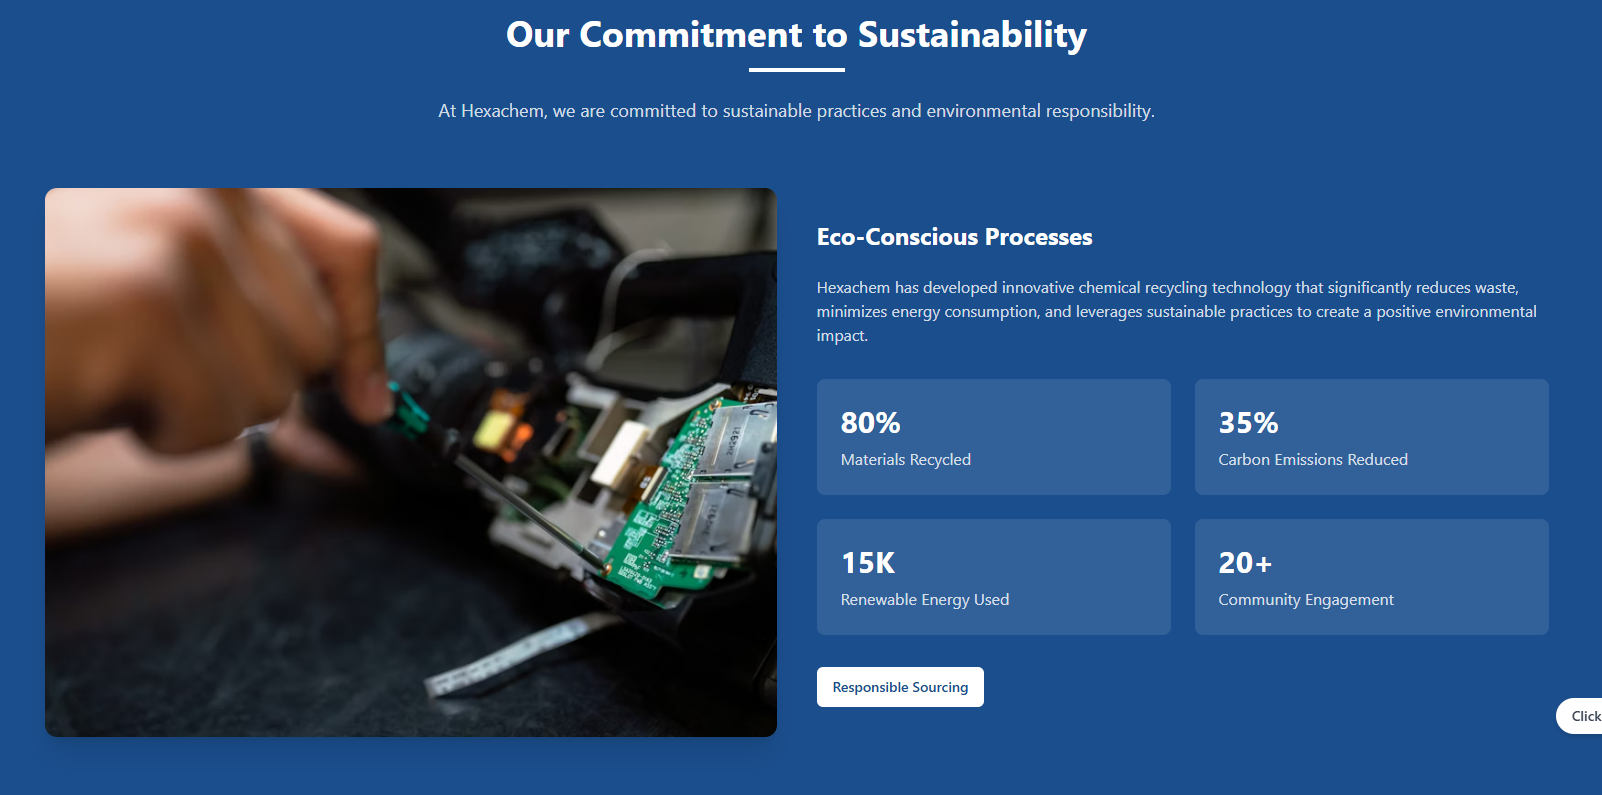 Our Commitment to Sustainability
At Hexachem, we are committed to sustainable practices and environmental responsibility.
Eco-Conscious Processes
Hexachem has developed innovative chemical recycling technology that significantly reduces waste,
minimizes energy consumption, and leverages sustainable practices to create a positive environmental
impact.
80%
Materials Recycled
35%
Carbon Emissions Reduced
15K
Renewable Energy Used
20+
Community Engagement
Responsible Sourcing
Click